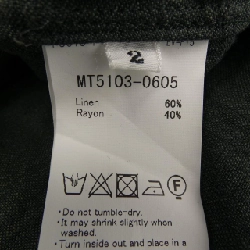 2
MT5103-0605
Linen 60%
Rayon 40%
F
•Do not tumble-dry.
•It may shrink slightly when
washed.
•Turn inside out and place in a